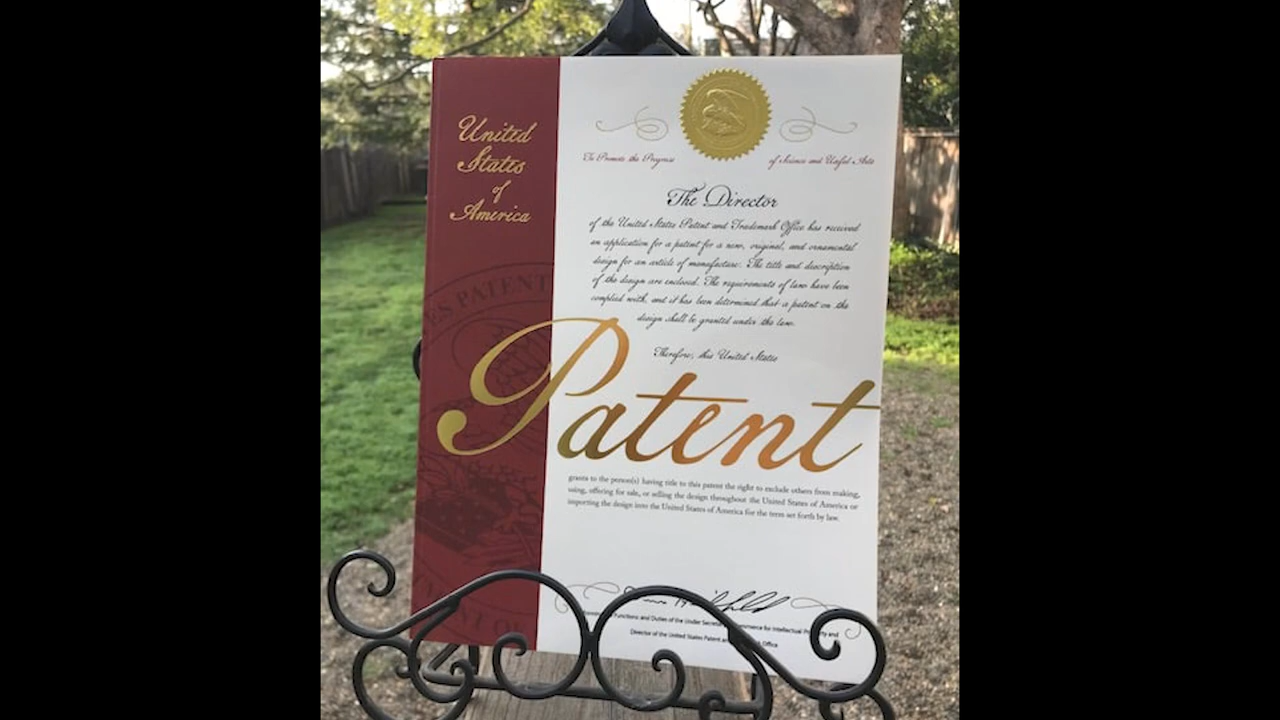 United
States
of
America
To Promote the Progress
of Science and Useful Arts
The Director
of the United States Patent and Trademark Office has received
an application for a patent for a new, original, and ornamental
design for an article of manufacture. The title and description
of the design are enclosed. The requirements of law have been
complied with, and it has been determined that a patent on the
design shall be granted under the law.
Therefore, this United States
ES PATENT
Patent
grants to the person(s) having title to this patent the right to exclude others from making,
using, offering for sale, or selling the design throughout the United States of America or
importing the design into the United States of America for the term set forth by law.
Functions and Duties of the Under Commerce for Intellectual and
Director of the United States Patent Office